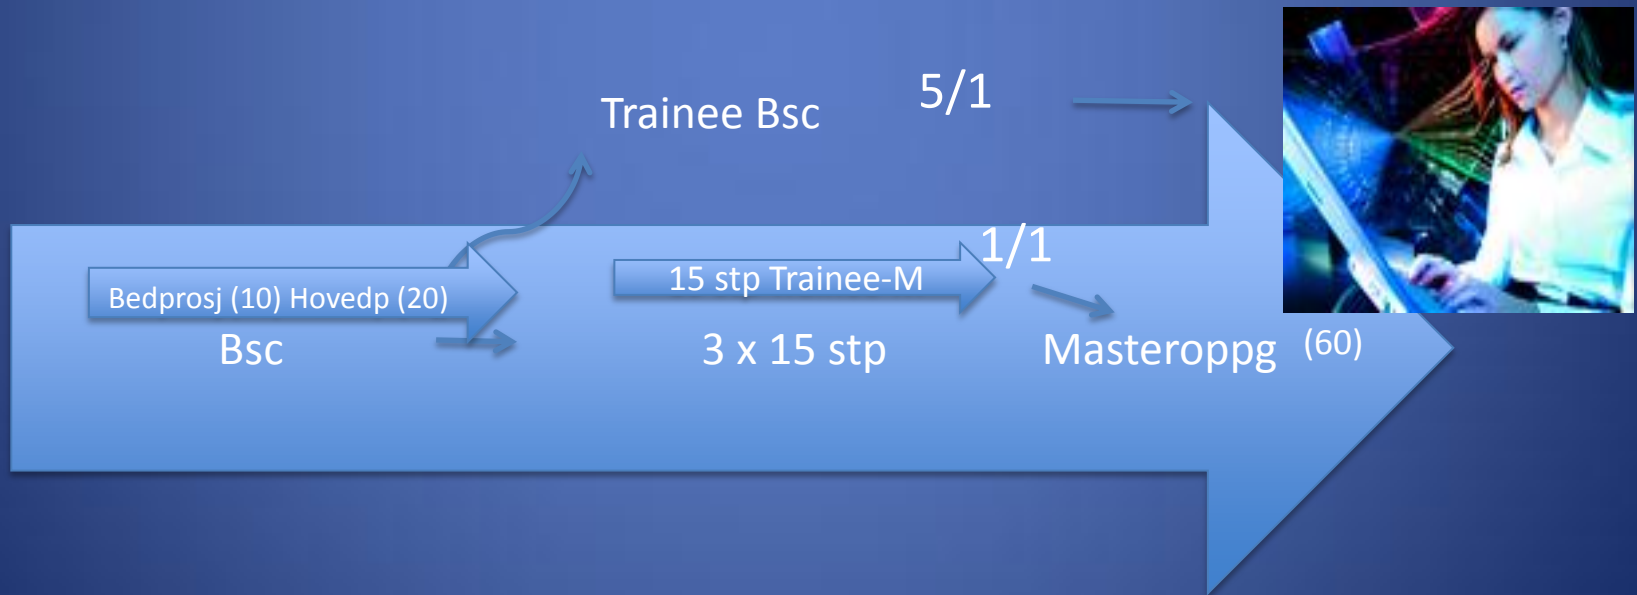 5/1
Trainee Bsc
1/1
15 stp Trainee-M
Bedprosj (10) Hovedp (20)
Bsc
3 x 15 stp
Masteroppg (60)